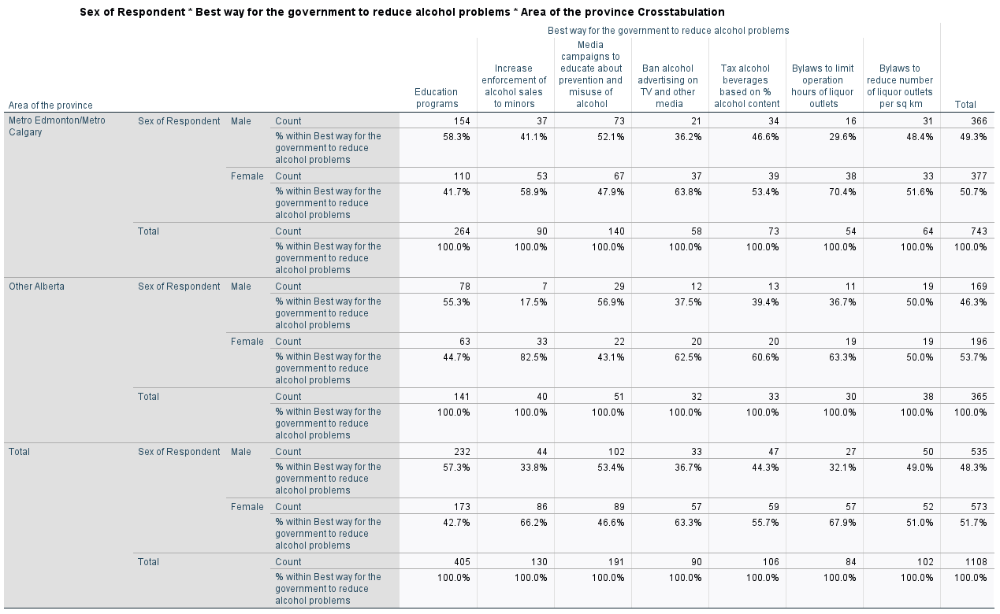 Sex of Respondent * Best way for the government to reduce alcohol problems * Area of the province Crosstabulation
Best way for the government to reduce alcohol problems
Area of the province
Education programs
Increase enforcement of alcohol sales to minors
Media campaigns to educate about prevention and misuse of alcohol
Ban alcohol advertising on TV and other media
Tax alcohol beverages based on % alcohol content
Bylaws to limit operation hours of liquor outlets
Bylaws to reduce number of liquor outlets per sq km
Total
Metro Edmonton/Metro Calgary Sex of Respondent Male Count 154 37 73 21 34 16 31 366
% within Best way for the government to reduce alcohol problems 58.3% 41.1% 52.1% 36.2% 46.6% 29.6% 48.4% 49.3%
Female Count 110 53 67 37 39 38 33 377
% within Best way for the government to reduce alcohol problems 41.7% 58.9% 47.9% 63.8% 53.4% 70.4% 51.6% 50.7%
Total Count 264 90 140 58 73 54 64 743
% within Best way for the government to reduce alcohol problems 100.0% 100.0% 100.0% 100.0% 100.0% 100.0% 100.0% 100.0%
Other Alberta Sex of Respondent Male Count 78 7 29 12 13 11 19 169
% within Best way for the government to reduce alcohol problems 55.3% 17.5% 56.9% 37.5% 39.4% 36.7% 50.0% 46.3%
Female Count 63 33 22 20 20 19 19 196
% within Best way for the government to reduce alcohol problems 44.7% 82.5% 43.1% 62.5% 60.6% 63.3% 50.0% 53.7%
Total Count 141 40 51 32 33 30 38 365
% within Best way for the government to reduce alcohol problems 100.0% 100.0% 100.0% 100.0% 100.0% 100.0% 100.0% 100.0%
Total Sex of Respondent Male Count 232 44 102 33 47 27 50 535
% within Best way for the government to reduce alcohol problems 57.3% 33.8% 53.4% 36.7% 44.3% 32.1% 49.0% 48.3%
Female Count 173 86 89 57 59 57 52 573
% within Best way for the government to reduce alcohol problems 42.7% 66.2% 46.6% 63.3% 55.7% 67.9% 51.0% 51.7%
Total Count 405 130 191 90 106 84 102 1108
% within Best way for the government to reduce alcohol problems 100.0% 100.0% 100.0% 100.0% 100.0% 100.0% 100.0% 100.0%